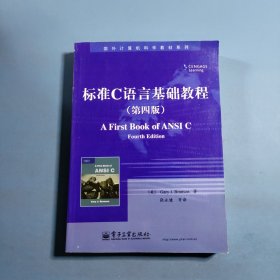 国外计算机科学教材系列
CENGAGE
Learning
标准C语言基础教程
（第四版）
A First Book of ANSI C
Fourth Edition
A First Book of
ANSI C
[美] Gary J. Bronson 著
电子工业出版社